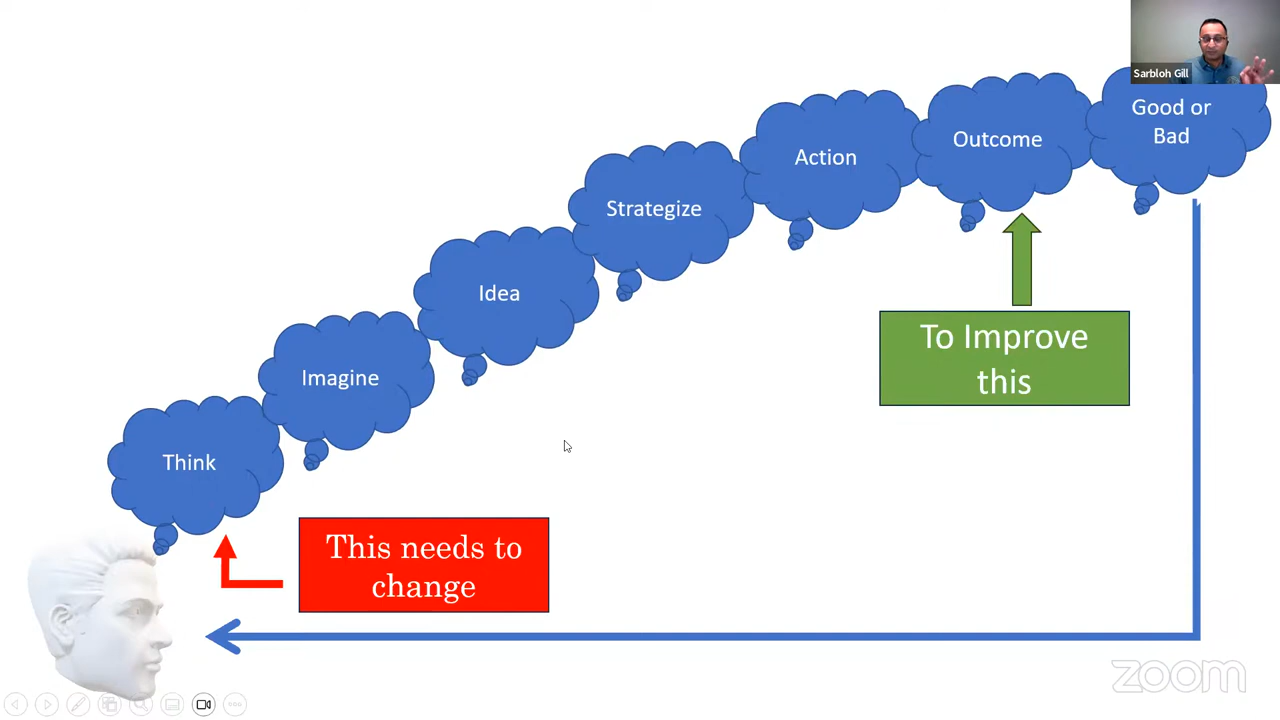 Sarbloh Gill
Good or
Bad
Outcome
Action
Strategize
Idea
Imagine
Think
To Improve
this
This needs to
change
zoom